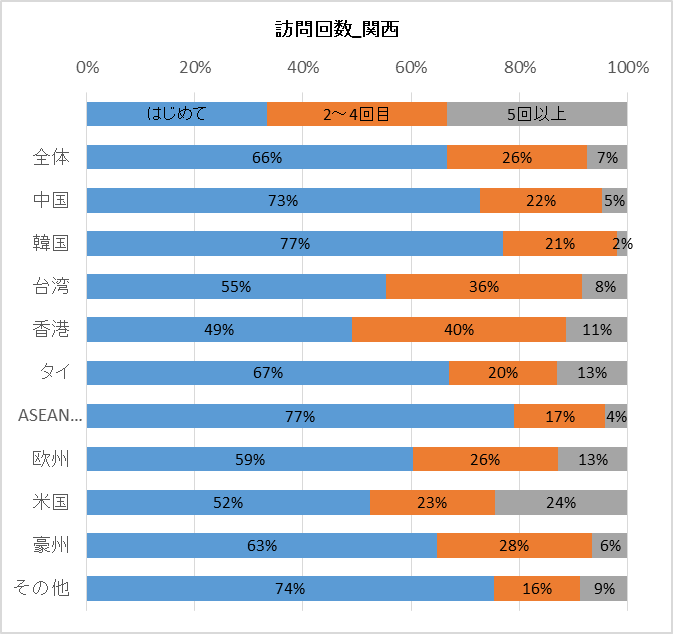 訪問回数_関西
0% 20% 40% 60% 80% 100%
はじめて 2～4回目 5回以上
全体 66% 26% 7%
中国 73% 22% 5%
韓国 77% 21% 2%
台湾 55% 36% 8%
香港 49% 40% 11%
タイ 67% 20% 13%
ASEAN... 77% 17% 4%
欧州 59% 26% 13%
米国 52% 23% 24%
豪州 63% 28% 6%
その他 74% 16% 9%